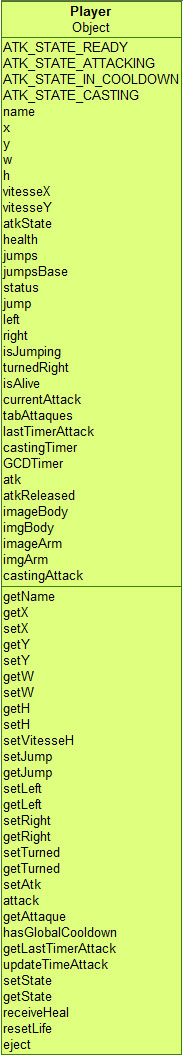 Player
Object
ATK_STATE_READY
ATK_STATE_ATTACKING
ATK_STATE_IN_COOLDOWN
ATK_STATE_CASTING
name
x
y
w
h
vitesseX
vitesseY
atkState
health
jumps
jumpsBase
status
jump
left
right
isJumping
turnedRight
isAlive
currentAttack
tabAttaques
lastTimerAttack
castingTimer
GCDTimer
atk
atkReleased
imageBody
imgBody
imageArm
imgArm
castingAttack
getName
getX
setX
getY
setY
getW
setW
getH
setH
setVitesseH
setJump
getJump
setLeft
getLeft
setRight
getRight
setTurned
getTurned
setAtk
attack
getAttaque
hasGlobalCooldown
getLastTimerAttack
updateTimeAttack
setState
getState
receiveHeal
resetLife
eject